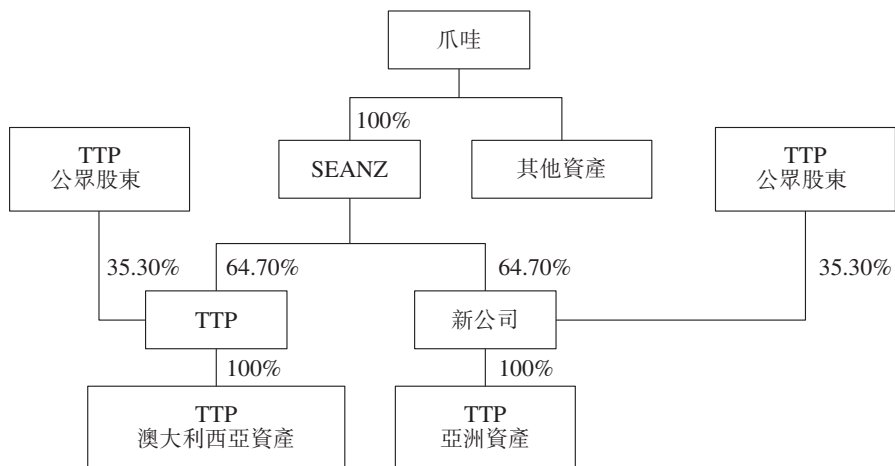 爪哇
100%
TTP
公眾股東
SEANZ
其他資產
TTP
公眾股東
35.30%
64.70%
64.70%
35.30%
TTP
新公司
100%
100%
TTP
澳大利西亞資產
TTP
亞洲資產